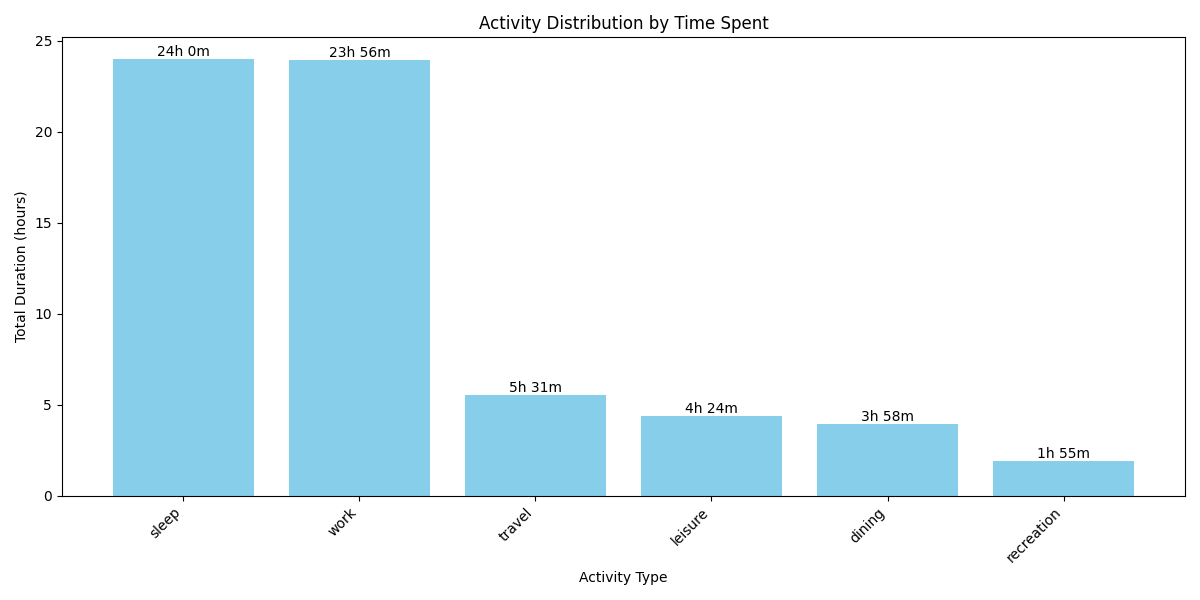 Activity Distribution by Time Spent
25
20
15
10
5
0
Total Duration (hours)
24h 0m
23h 56m
5h 31m
4h 24m
3h 58m
1h 55m
sleep
work
travel
leisure
dining
recreation
Activity Type